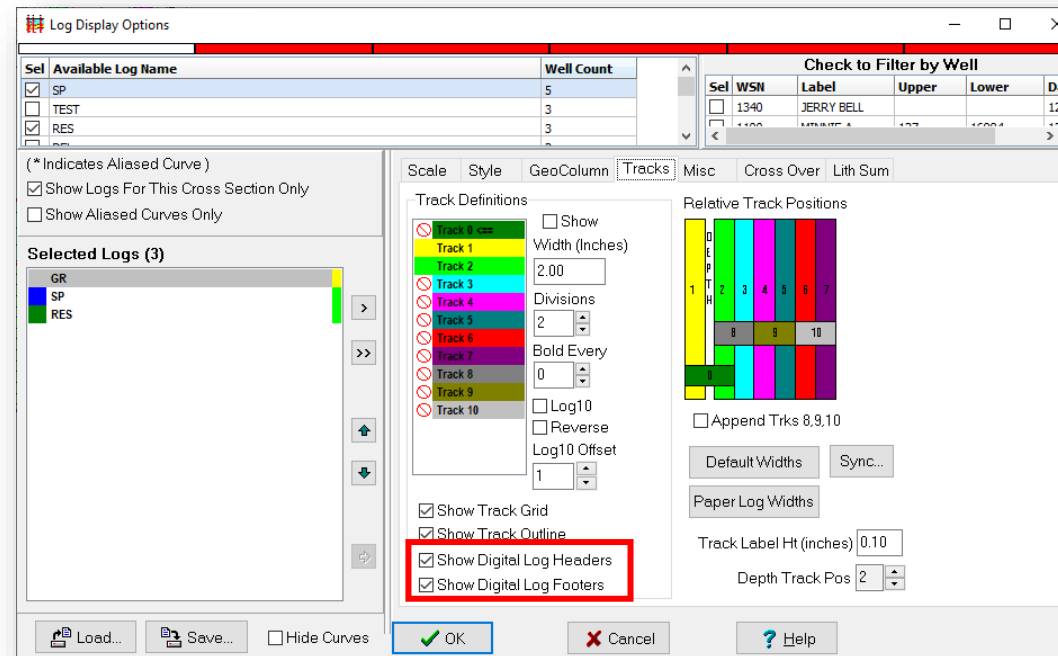 Log Display Options
Sel Available Log Name Well Count
SP 5
TEST 3
RES 3
Check to Filter by Well
Sel WSN Label Upper Lower
1340 JERRY BELL 12
(*Indicates Aliased Curve)
Show Logs For This Cross Section Only
Show Aliased Curves Only
Selected Logs (3)
GR
SP
RES
>
>>
Load...
Save...
Hide Curves
Scale Style GeoColumn Tracks Misc Cross Over Lith Sum
Track Definitions
Track 0 <==
Track 1
Track 2
Track 3
Track 4
Track 5
Track 6
Track 7
Track 8
Track 9
Track 10
Show
Width (Inches)
2.00
Divisions
2
Bold Every
0
Log10
Reverse
Log10 Offset
1
Show Track Grid
Show Track Outline
Show Digital Log Headers
Show Digital Log Footers
Relative Track Positions
DEPTH
1 2 3 4 5 6 7
8 9 10
0
Append Trks 8,9,10
Default Widths
Sync...
Paper Log Widths
Track Label Ht (inches) 0.10
Depth Track Pos 2
OK
Cancel
? Help